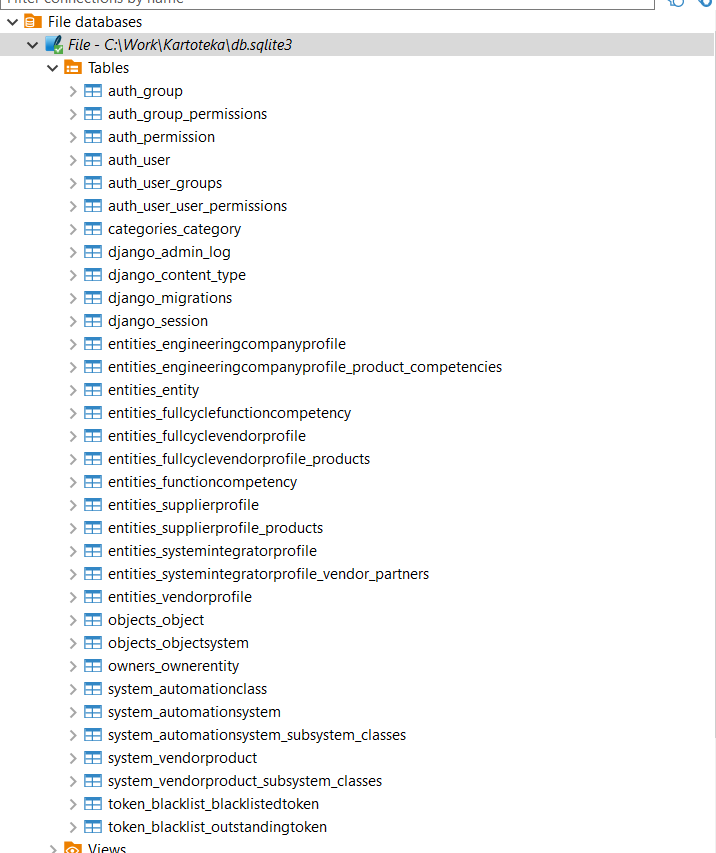 Filter connections by name
File databases
File - C:\Work\Kartoteka\db.sqlite3
Tables
auth_group
auth_group_permissions
auth_permission
auth_user
auth_user_groups
auth_user_user_permissions
categories_category
django_admin_log
django_content_type
django_migrations
django_session
entities_engineeringcompanyprofile
entities_engineeringcompanyprofile_product_competencies
entities_entity
entities_fullcyclefunctioncompetency
entities_fullcyclevendorprofile
entities_fullcyclevendorprofile_products
entities_functioncompetency
entities_supplierprofile
entities_supplierprofile_products
entities_systemintegratorprofile
entities_systemintegratorprofile_vendor_partners
entities_vendorprofile
objects_object
objects_objectsystem
owners_ownerentity
system_automationclass
system_automationsystem
system_automationsystem_subsystem_classes
system_vendorproduct
system_vendorproduct_subsystem_classes
token_blacklist_blacklistedtoken
token_blacklist_outstandingtoken
Views